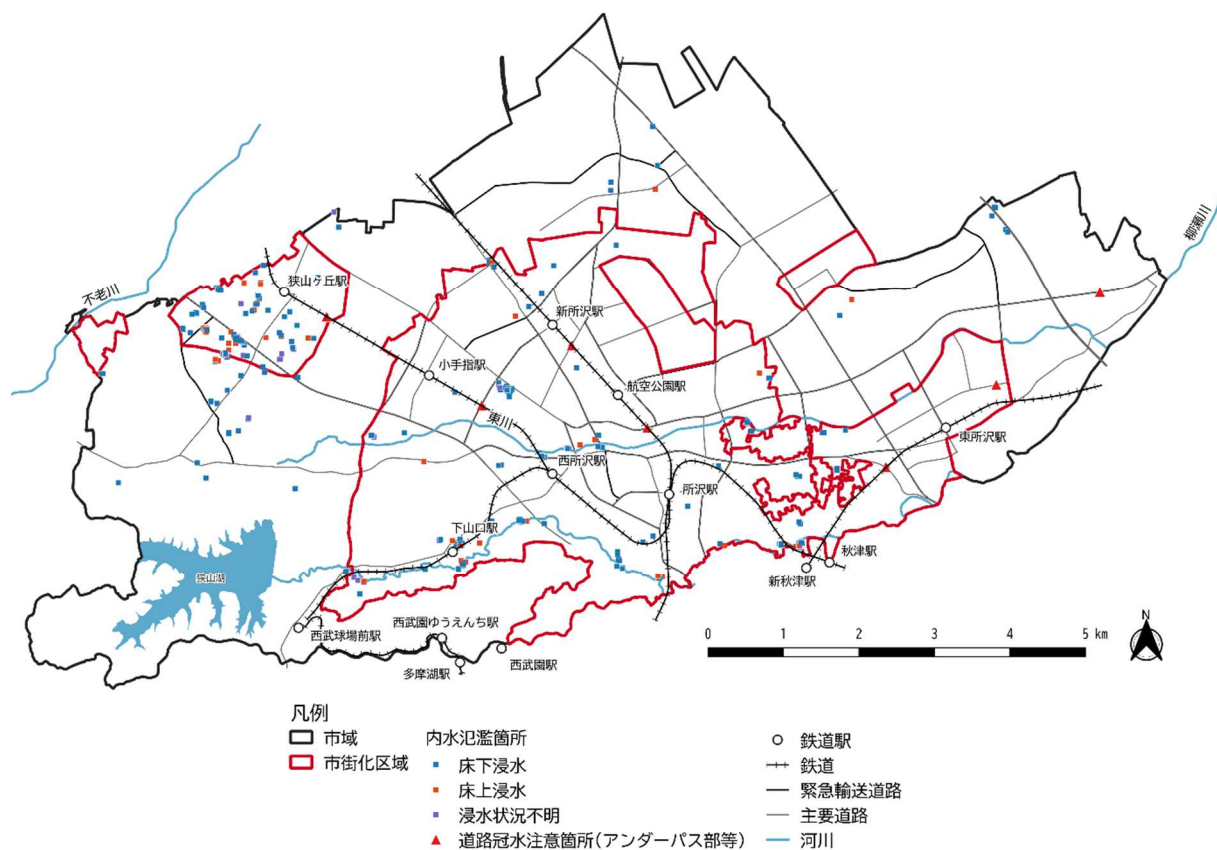 柳瀬川
不老川
狭山ヶ丘駅
新所沢駅
小手指駅
航空公園駅
東川
東所沢駅
西所沢駅
所沢駅
下山口駅
秋津駅
新秋津駅
狭山湖
西武球場前駅
西武園ゆうえんち駅
西武園駅
多摩湖駅
0 1 2 3 4 5 km
N
凡例
市域
市街化区域
内水氾濫箇所
床下浸水
床上浸水
浸水状況不明
道路冠水注意箇所(アンダーパス部等)
鉄道駅
鉄道
緊急輸送道路
主要道路
河川